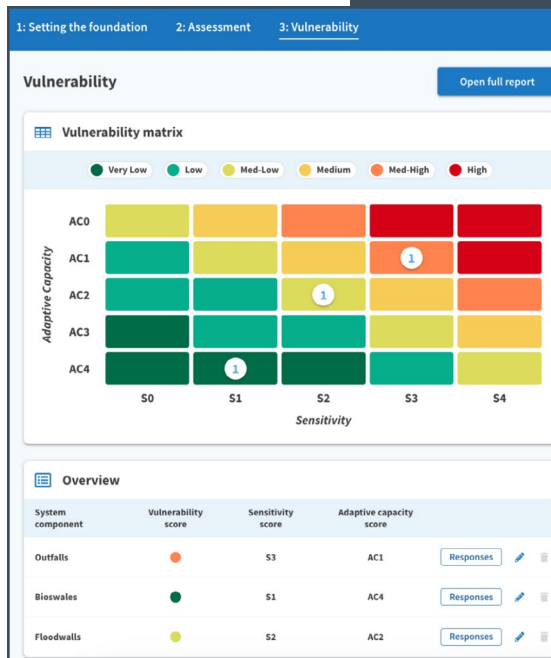 1: Setting the foundation 2: Assessment 3: Vulnerability
Vulnerability
Open full report
Vulnerability matrix
Very Low Low Med-Low Medium Med-High High
Adaptive Capacity
AC0
AC1 1
AC2 1
AC3
AC4 1
S0 S1 S2 S3 S4
Sensitivity
Overview
System component Vulnerability score Sensitivity score Adaptive capacity score
Outfalls S3 AC1 Responses
Bioswales S1 AC4 Responses
Floodwalls S2 AC2 Responses